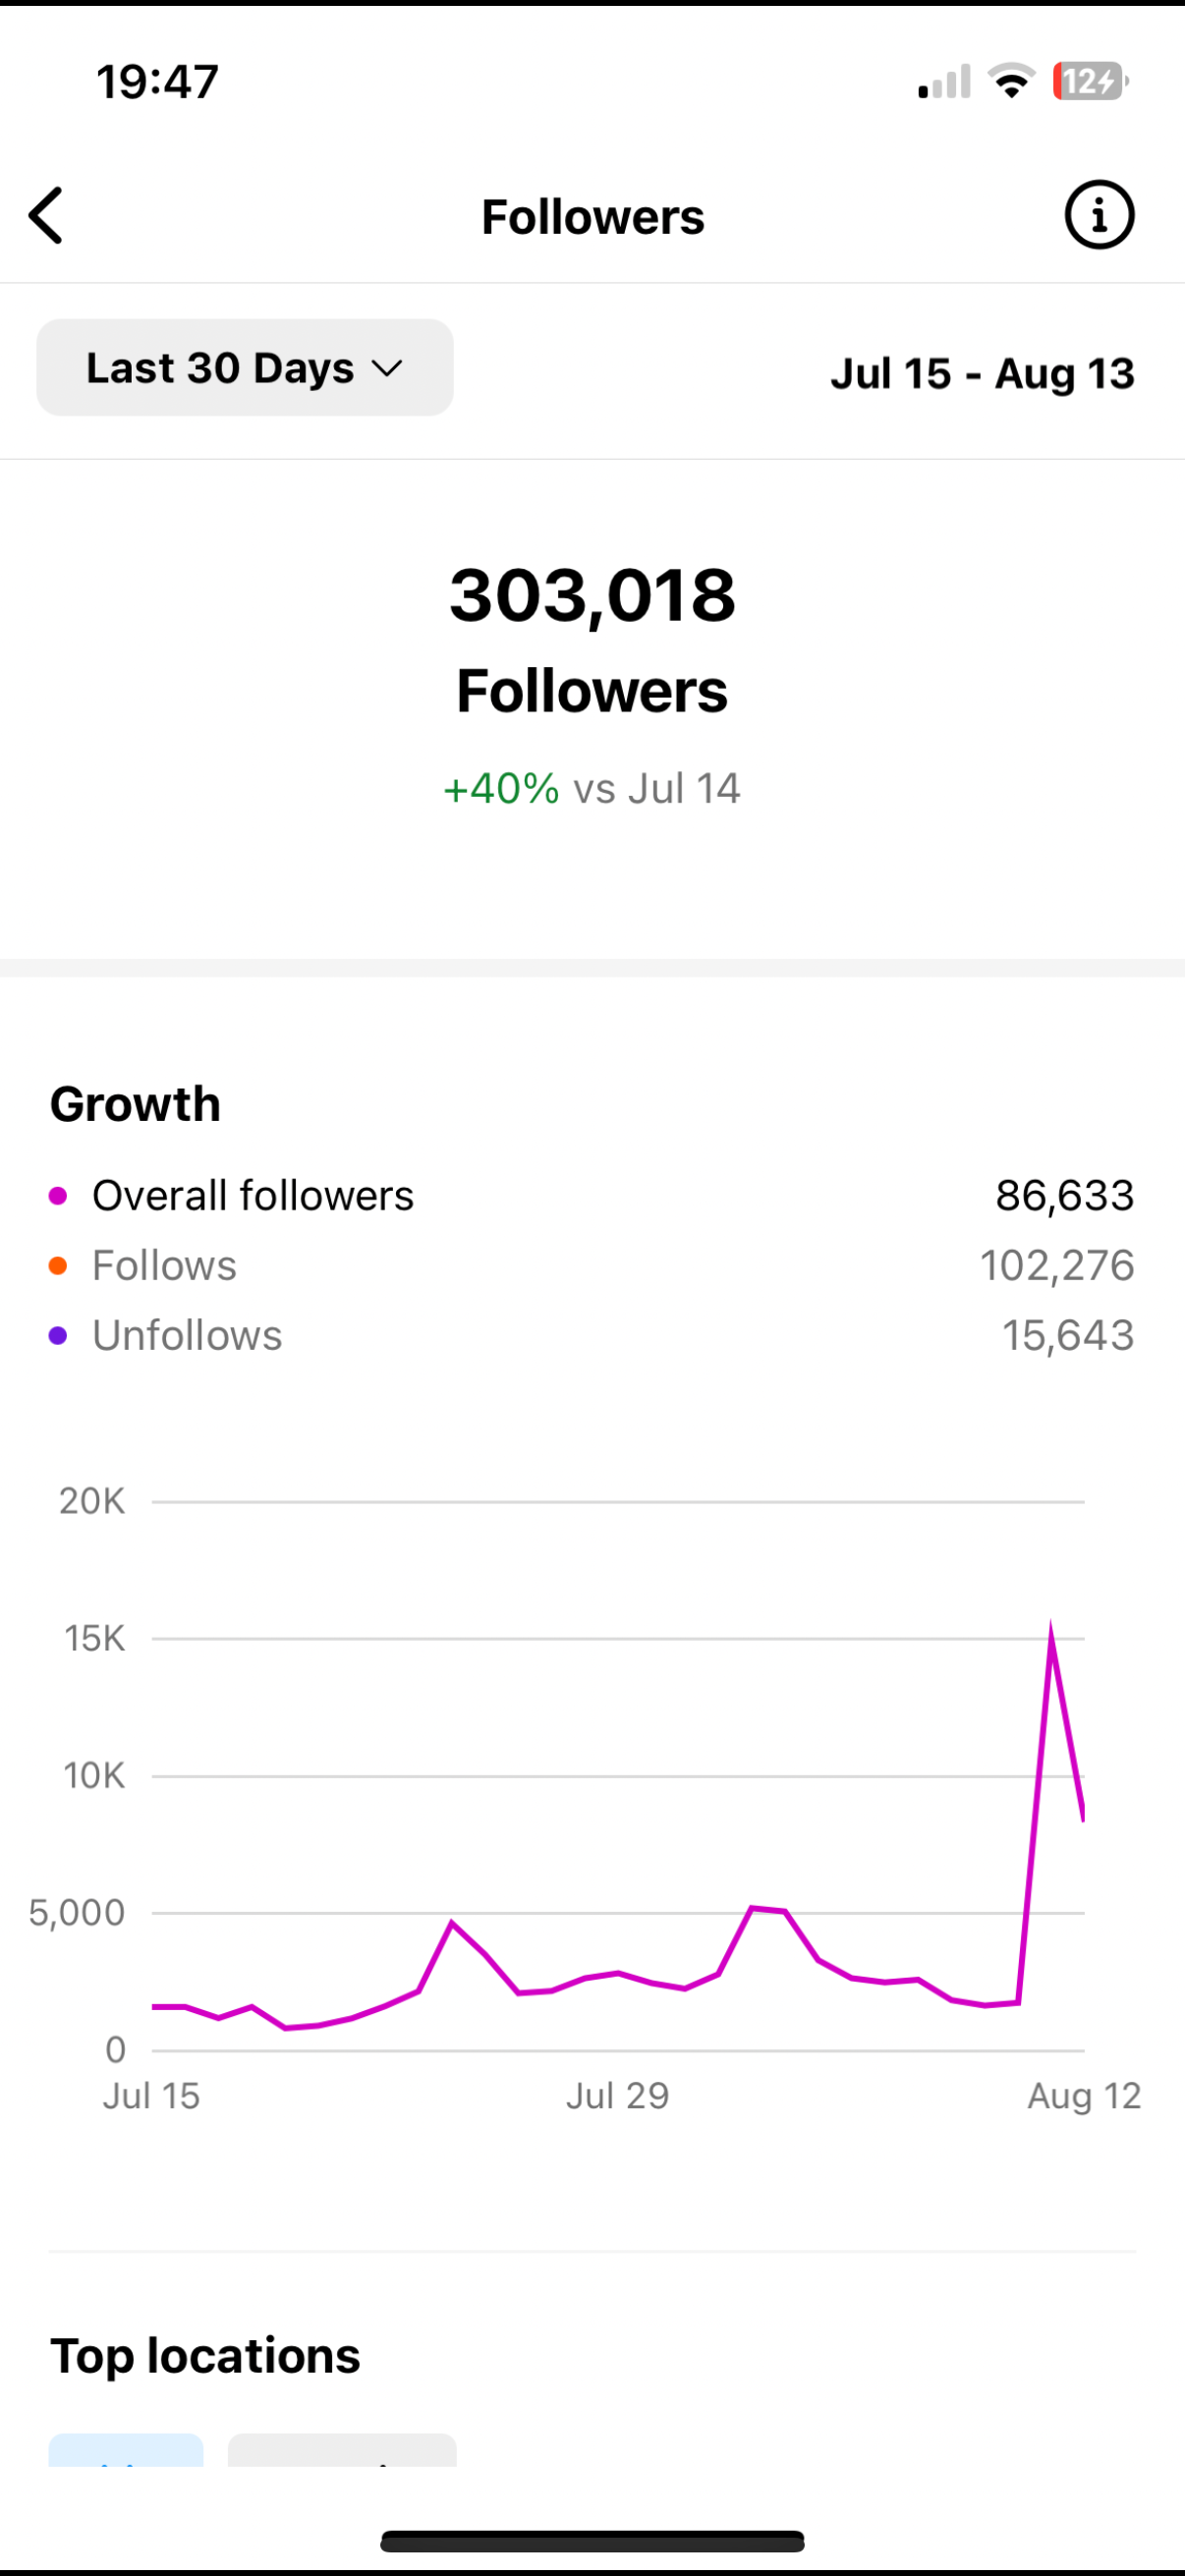 19:47
12
Followers
Last 30 Days
Jul 15 - Aug 13
303,018
Followers
+40% vs Jul 14
Growth
Overall followers 86,633
Follows 102,276
Unfollows 15,643
20K
15K
10K
5,000
0
Jul 15 Jul 29 Aug 12
Top locations